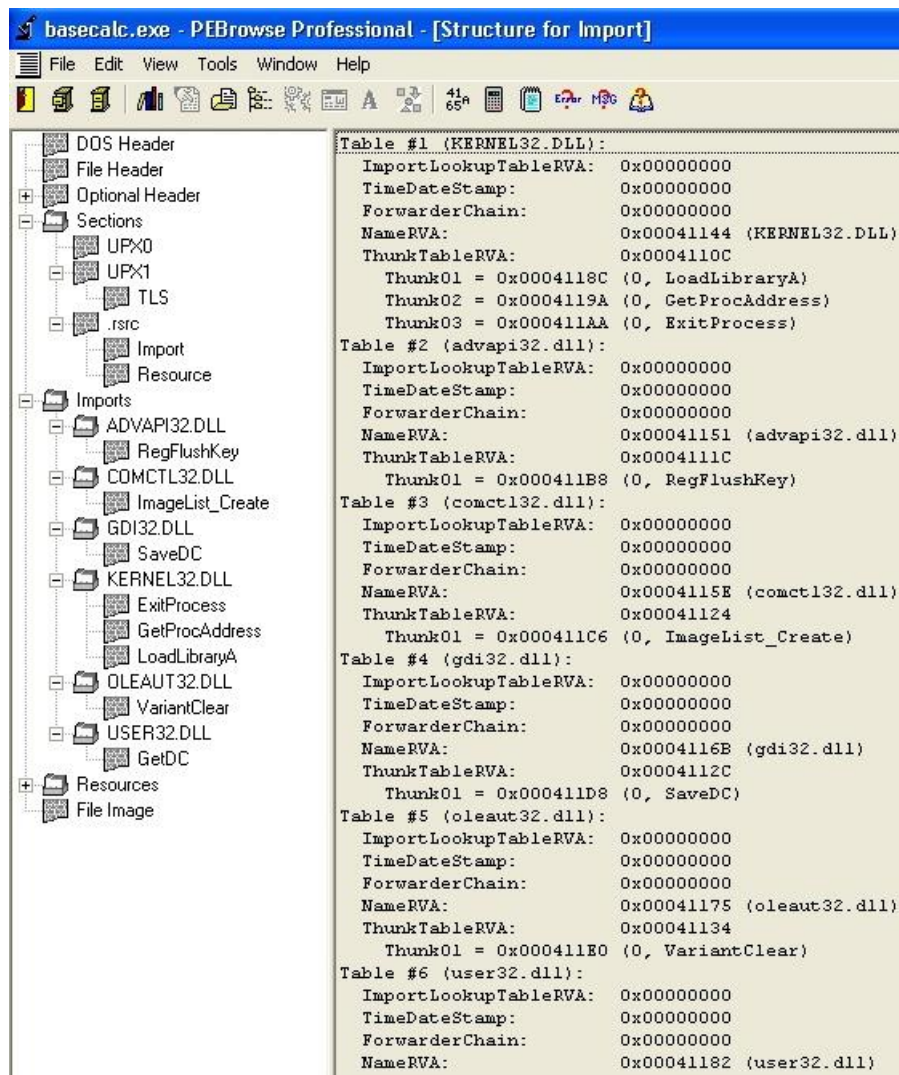 basecalc.exe - PEBrowse Professional - [Structure for Import]
File Edit View Tools Window Help
41 65 A Error MSG
DOS Header
File Header
Optional Header
Sections
UPX0
UPX1
TLS
.rsrc
Import
Resource
Imports
ADVAPI32.DLL
RegFlushKey
COMCTL32.DLL
ImageList_Create
GDI32.DLL
SaveDC
KERNEL32.DLL
ExitProcess
GetProcAddress
LoadLibraryA
OLEAUT32.DLL
VariantClear
USER32.DLL
GetDC
Resources
File Image
Table #1 (KERNEL32.DLL):
ImportLookupTableRVA: 0x00000000
TimeDateStamp: 0x00000000
ForwarderChain: 0x00000000
NameRVA: 0x00041144 (KERNEL32.DLL)
ThunkTableRVA: 0x0004110C
Thunk01 = 0x0004118C (0, LoadLibraryA)
Thunk02 = 0x0004119A (0, GetProcAddress)
Thunk03 = 0x000411AA (0, ExitProcess)
Table #2 (advapi32.dll):
ImportLookupTableRVA: 0x00000000
TimeDateStamp: 0x00000000
ForwarderChain: 0x00000000
NameRVA: 0x00041151 (advapi32.dll)
ThunkTableRVA: 0x0004111C
Thunk01 = 0x000411B8 (0, RegFlushKey)
Table #3 (comctl32.dll):
ImportLookupTableRVA: 0x00000000
TimeDateStamp: 0x00000000
ForwarderChain: 0x00000000
NameRVA: 0x0004115E (comctl32.dll)
ThunkTableRVA: 0x00041124
Thunk01 = 0x000411C6 (0, ImageList_Create)
Table #4 (gdi32.dll):
ImportLookupTableRVA: 0x00000000
TimeDateStamp: 0x00000000
ForwarderChain: 0x00000000
NameRVA: 0x0004116B (gdi32.dll)
ThunkTableRVA: 0x0004112C
Thunk01 = 0x000411D8 (0, SaveDC)
Table #5 (oleaut32.dll):
ImportLookupTableRVA: 0x00000000
TimeDateStamp: 0x00000000
ForwarderChain: 0x00000000
NameRVA: 0x00041175 (oleaut32.dll)
ThunkTableRVA: 0x00041134
Thunk01 = 0x000411E0 (0, VariantClear)
Table #6 (user32.dll):
ImportLookupTableRVA: 0x00000000
TimeDateStamp: 0x00000000
ForwarderChain: 0x00000000
NameRVA: 0x00041182 (user32.dll)